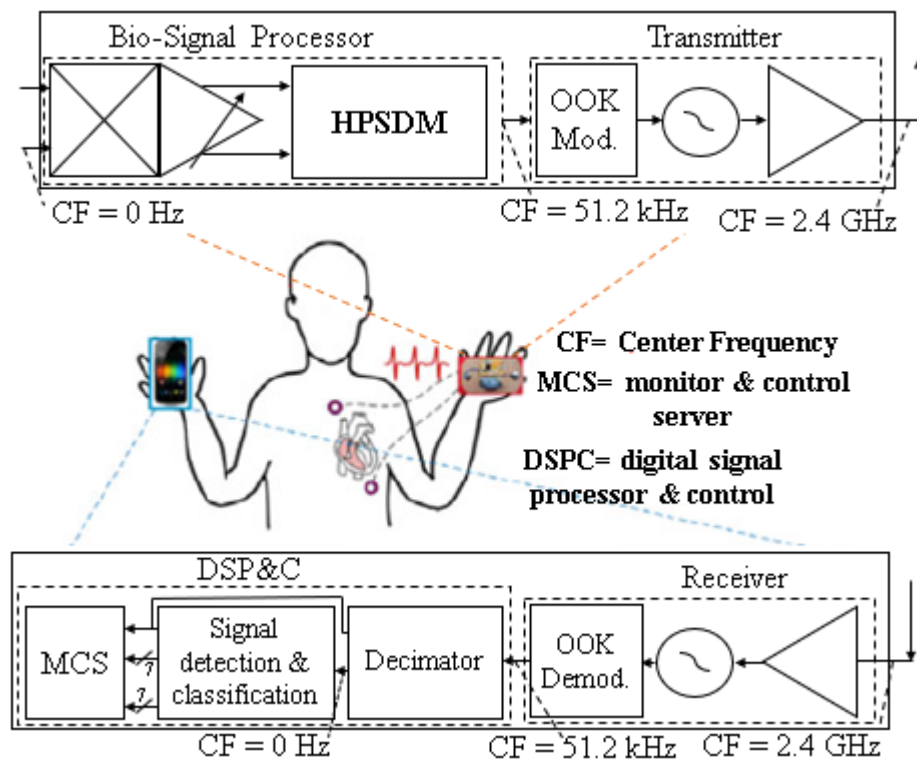 Bio-Signal Processor
Transmitter
HPSDM
OOK
Mod.
CF = 0 Hz
CF = 51.2 kHz
CF = 2.4 GHz
CF= Center Frequency
MCS= monitor & control
server
DSPC= digital signal
processor & control
DSP&C
Receiver
MCS
7
7
Signal
detection &
classification
Decimator
OOK
Demod.
CF = 0 Hz
CF = 51.2 kHz
CF = 2.4 GHz